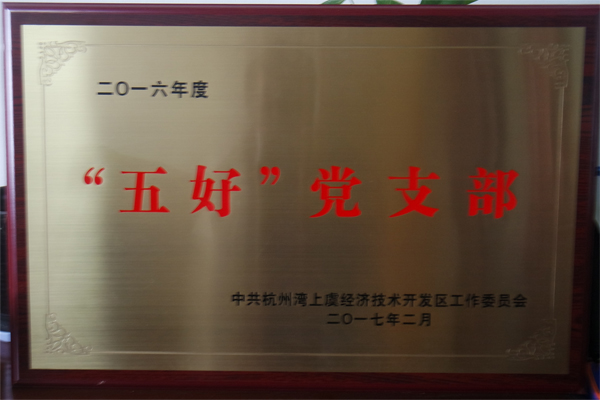 二〇一六年度
“五好”党支部
中共杭州湾上虞经济技术开发区工作委员会
二〇一七年二月